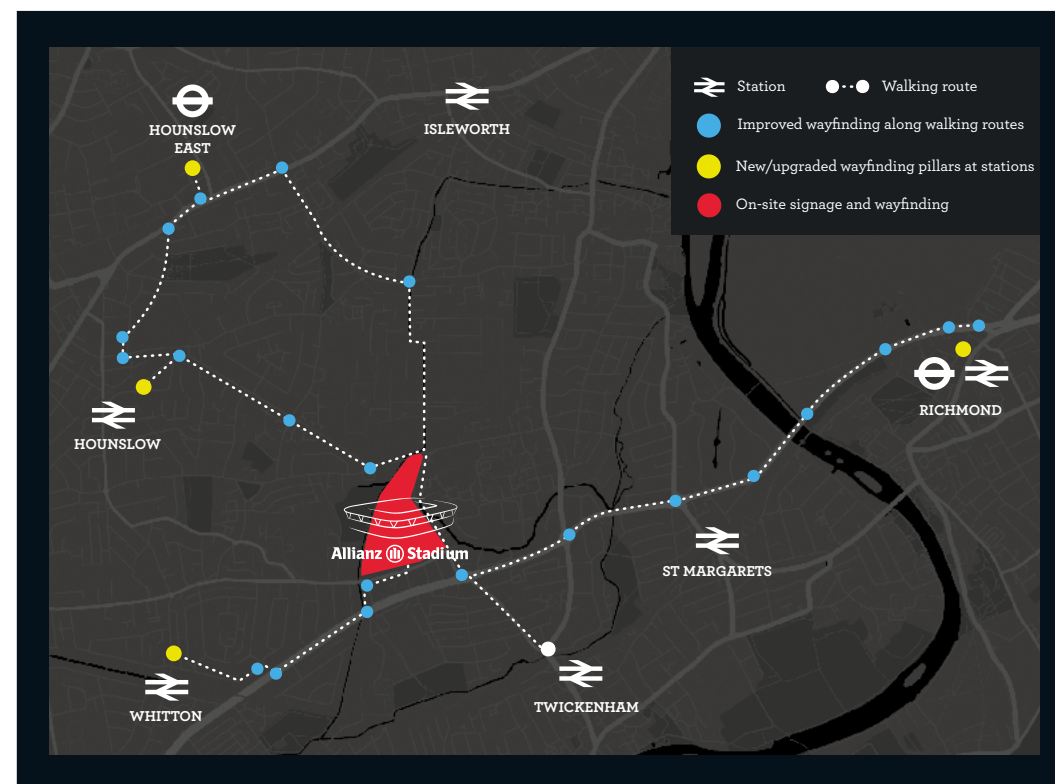 HOUNSLOW
EAST
ISLEWORTH
Station
Walking route
Improved wayfinding along walking routes
New/upgraded wayfinding pillars at stations
On-site signage and wayfinding
RICHMOND
HOUNSLOW
Allianz Stadium
ST MARGARETS
WHITTON
TWICKENHAM